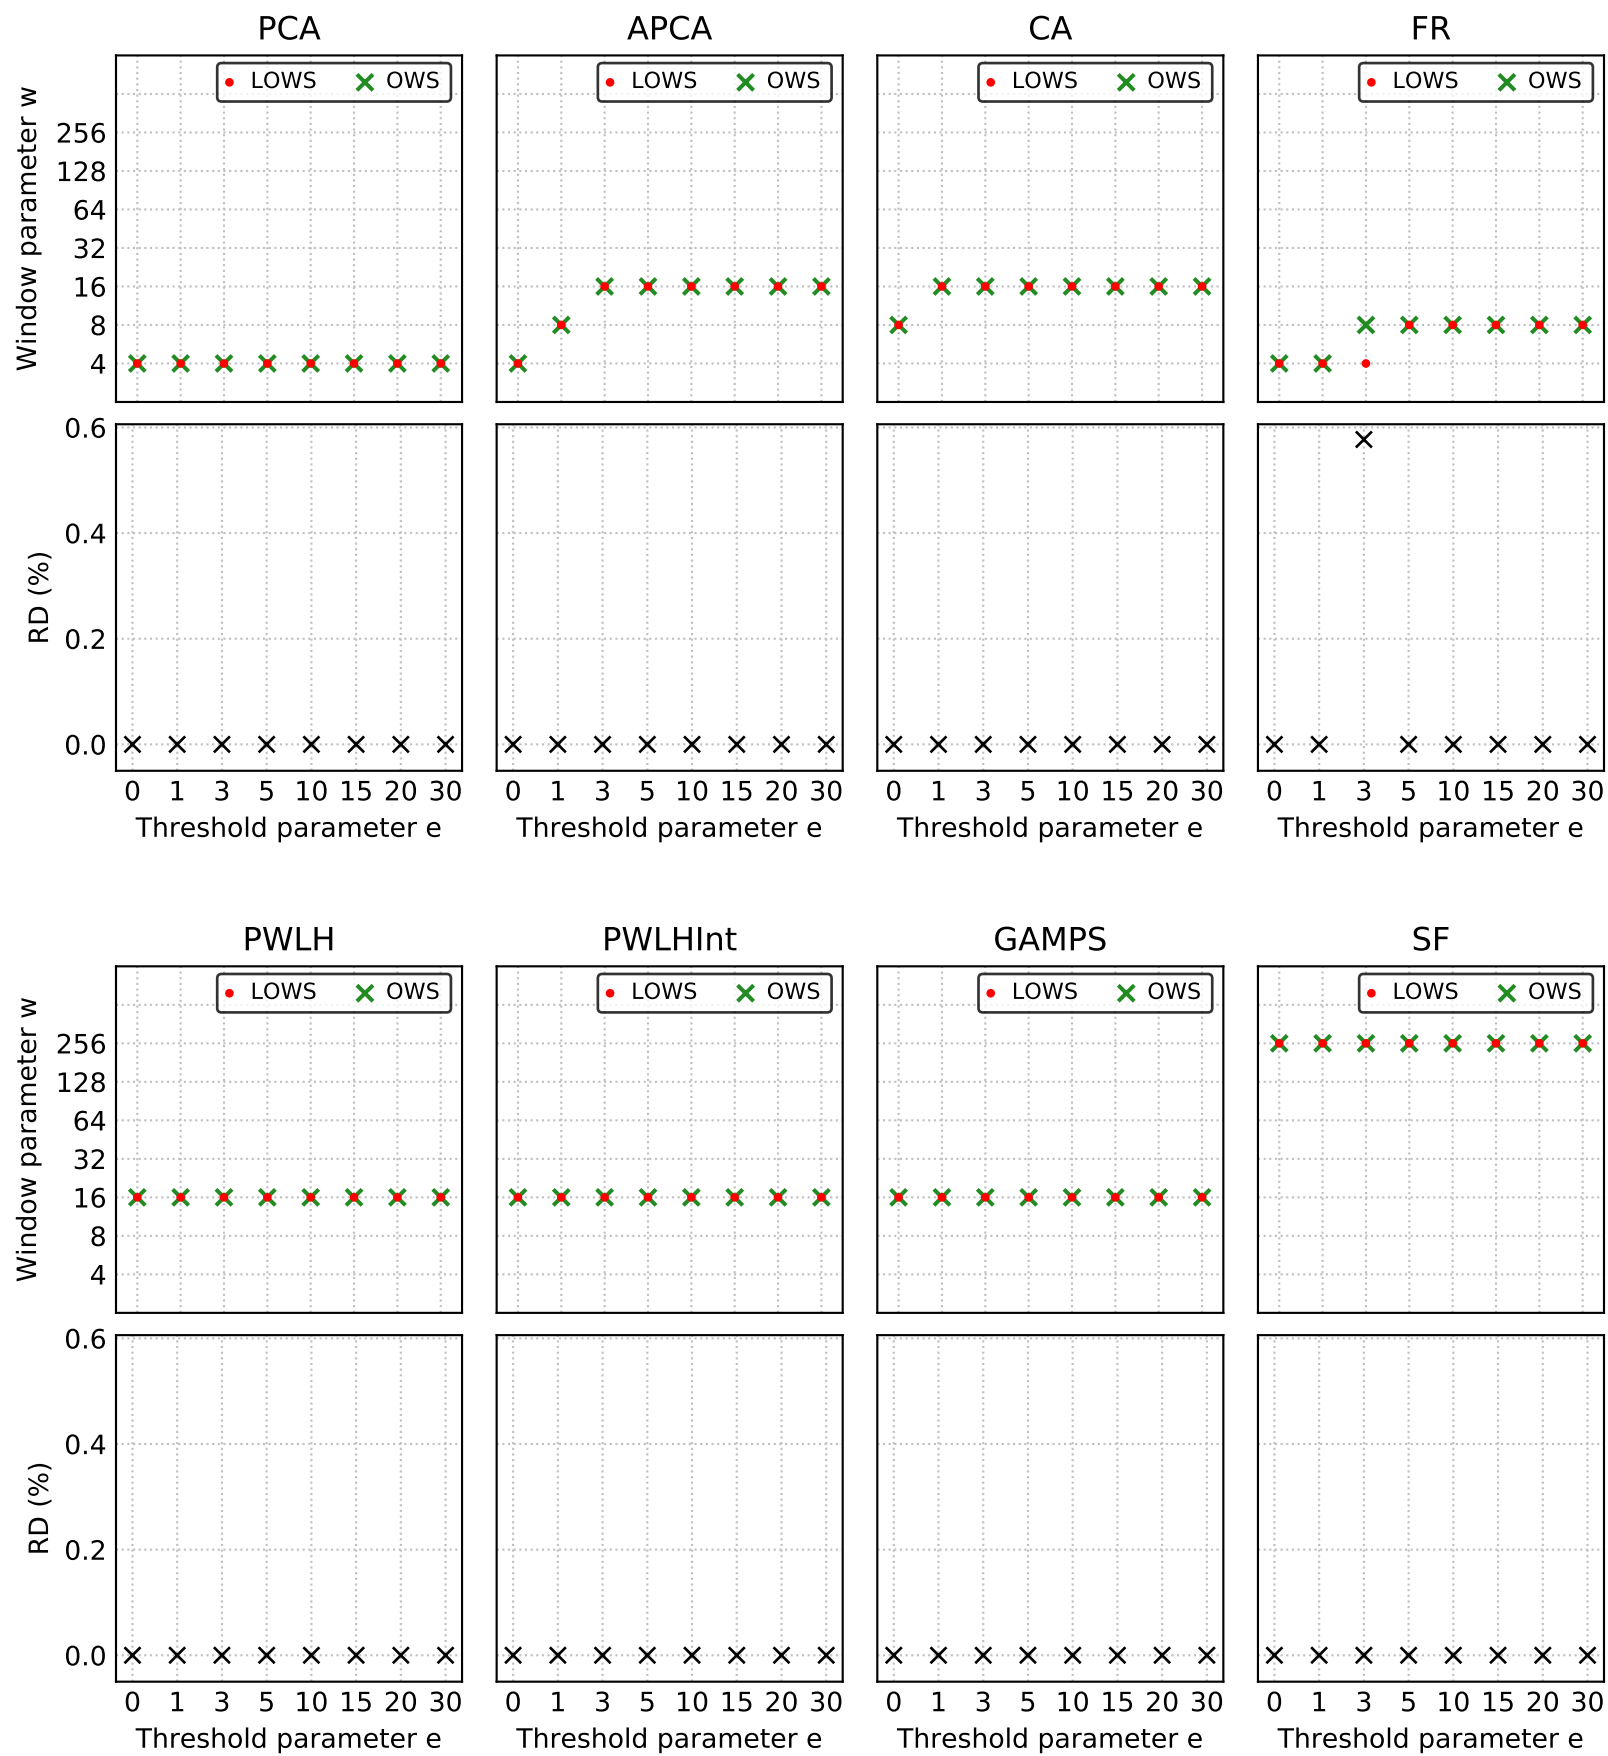 PCA APCA CA FR
LOWS OWS LOWS OWS LOWS OWS LOWS OWS
Window parameter w
256
128
64
32
16
8
4
0.6
0.4
0.2
0.0
RD (%)
0 1 3 5 10 15 20 30 0 1 3 5 10 15 20 30 0 1 3 5 10 15 20 30 0 1 3 5 10 15 20 30
Threshold parameter e Threshold parameter e Threshold parameter e Threshold parameter e
PWLH PWLHInt GAMPS SF
LOWS OWS LOWS OWS LOWS OWS LOWS OWS
Window parameter w
256
128
64
32
16
8
4
0.6
0.4
0.2
0.0
RD (%)
0 1 3 5 10 15 20 30 0 1 3 5 10 15 20 30 0 1 3 5 10 15 20 30 0 1 3 5 10 15 20 30
Threshold parameter e Threshold parameter e Threshold parameter e Threshold parameter e